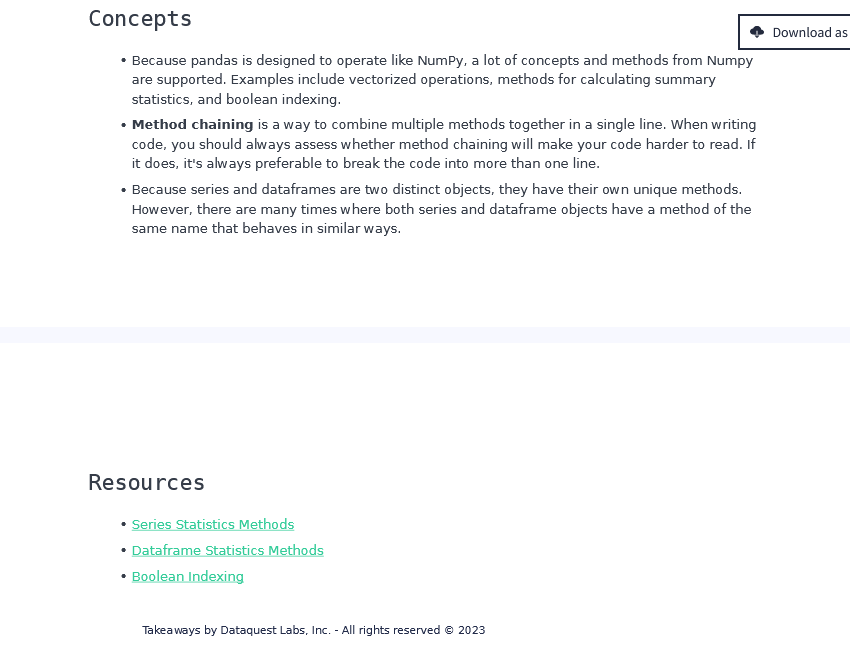 Concepts
Download as
• Because pandas is designed to operate like NumPy, a lot of concepts and methods from Numpy
are supported. Examples include vectorized operations, methods for calculating summary
statistics, and boolean indexing.
• Method chaining is a way to combine multiple methods together in a single line. When writing
code, you should always assess whether method chaining will make your code harder to read. If
it does, it's always preferable to break the code into more than one line.
• Because series and dataframes are two distinct objects, they have their own unique methods.
However, there are many times where both series and dataframe objects have a method of the
same name that behaves in similar ways.
Resources
• Series Statistics Methods
• Dataframe Statistics Methods
• Boolean Indexing
Takeaways by Dataquest Labs, Inc. - All rights reserved © 2023